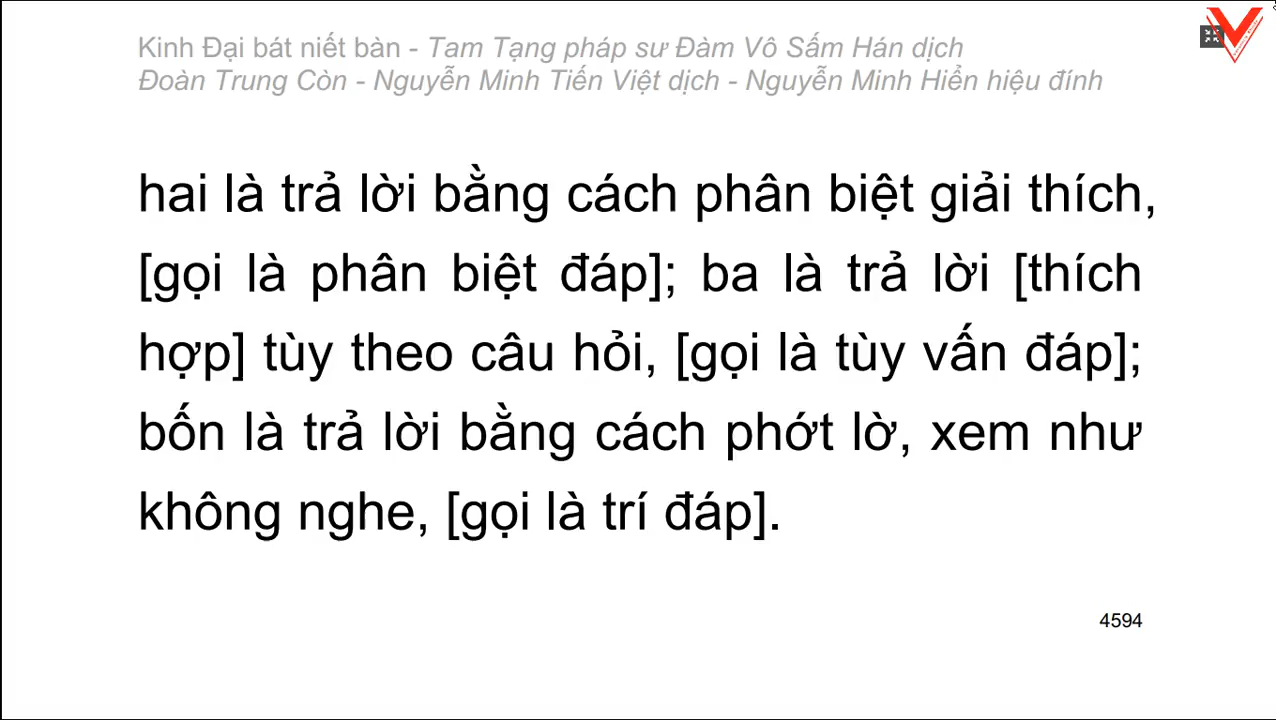 Kinh Đại bát niết bàn - Tam Tạng pháp sư Đàm Vô Sấm Hán dịch
Đoàn Trung Còn - Nguyễn Minh Tiến Việt dịch - Nguyễn Minh Hiển hiệu đính
hai là trả lời bằng cách phân biệt giải thích,
[gọi là phân biệt đáp]; ba là trả lời [thích
hợp] tùy theo câu hỏi, [gọi là tùy vấn đáp];
bốn là trả lời bằng cách phớt lờ, xem như
không nghe, [gọi là trí đáp].
4594